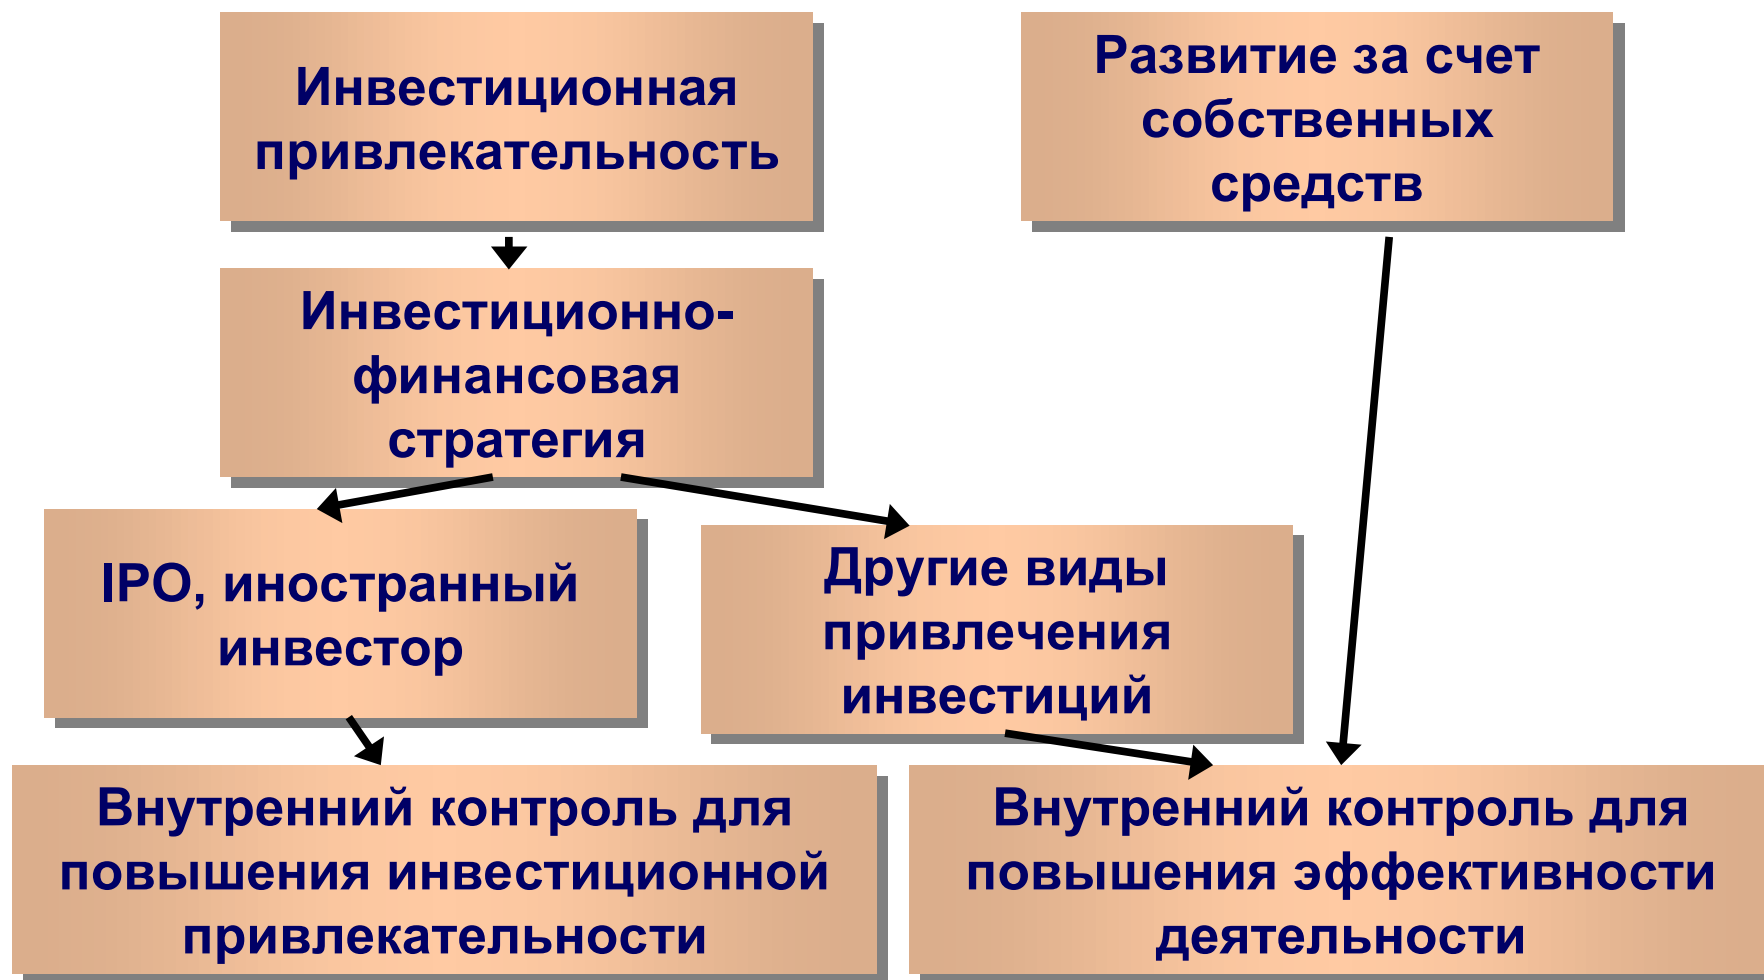 Инвестиционная
привлекательность
Развитие за счет
собственных
средств
Инвестиционно-
финансовая
стратегия
IPO, иностранный
инвестор
Другие виды
привлечения
инвестиций
Внутренний контроль для
повышения инвестиционной
привлекательности
Внутренний контроль для
повышения эффективности
деятельности